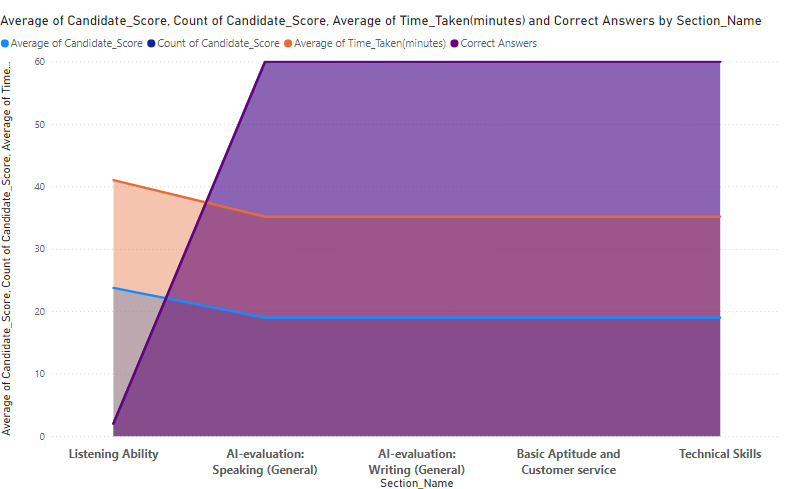 Average of Candidate_Score, Count of Candidate_Score, Average of Time_Taken(minutes) and Correct Answers by Section_Name
Average of Candidate_Score Count of Candidate_Score Average of Time_Taken(minutes) Correct Answers
Average of Candidate_Score, Count of Candidate_Score, Average of Time...
60
50
40
30
20
10
0
Listening Ability
AI-evaluation:
Speaking (General)
AI-evaluation:
Writing (General)
Basic Aptitude and
Customer service
Technical Skills
Section_Name